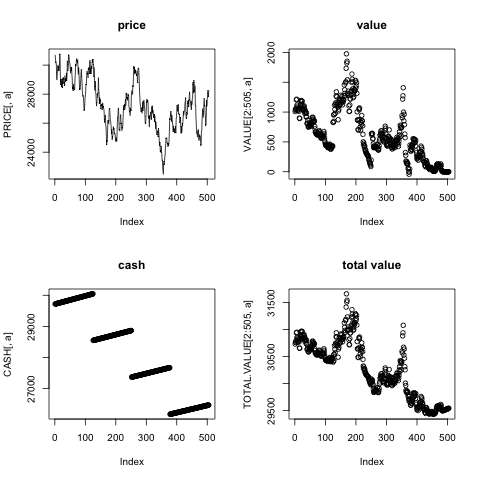 price
PRICE[, a]
24000
28000
0
100
200
300
400
500
Index
value
VALUE[2:505, a]
0
500
1000
2000
0
100
200
300
400
500
Index
cash
CASH[, a]
27000
29000
0
100
200
300
400
500
Index
total value
TOTAL.VALUE[2:505, a]
29500
30500
31500
0
100
200
300
400
500
Index